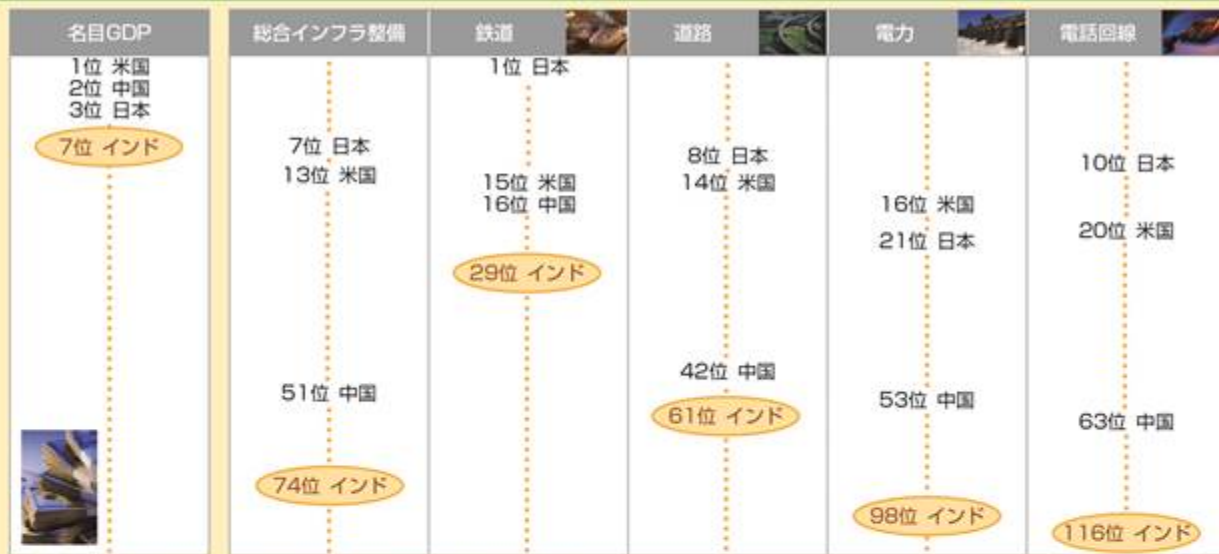 名目GDP
1位 米国
2位 中国
3位 日本
7位 インド
総合インフラ整備
7位 日本
13位 米国
51位 中国
74位 インド
鉄道
1位 日本
15位 米国
16位 中国
29位 インド
道路
8位 日本
14位 米国
42位 中国
61位 インド
電力
16位 米国
21位 日本
53位 中国
98位 インド
電話回線
10位 日本
20位 米国
63位 中国
116位 インド